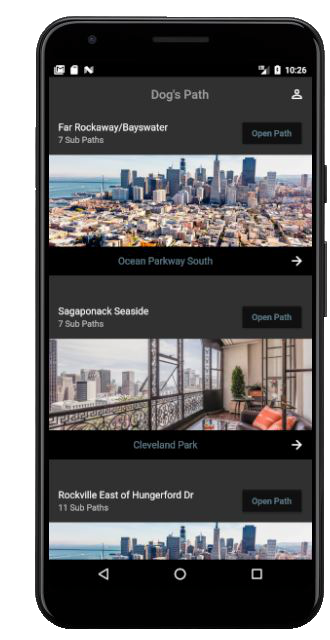 10:26
Dog's Path
Far Rockaway/Bayswater
7 Sub Paths
Open Path
Ocean Parkway South
Sagaponack Seaside
7 Sub Paths
Open Path
Cleveland Park
Rockville East of Hungerford Dr
11 Sub Paths
Open Path